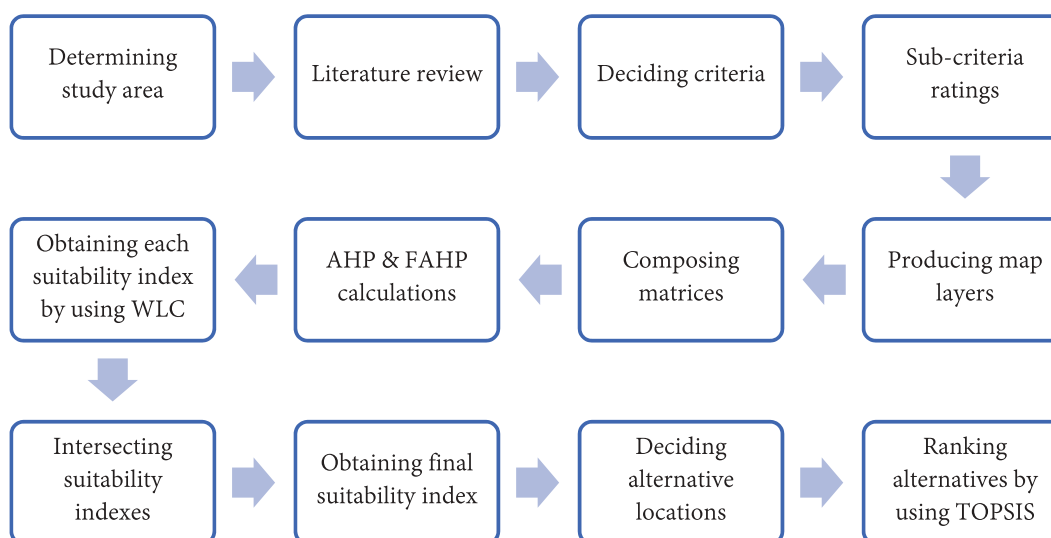 Determining
study area
Literature review
Deciding criteria
Sub-criteria
ratings
Producing map
layers
Composing
matrices
AHP & FAHP
calculations
Obtaining each
suitability index
by using WLC
Intersecting
suitability
indexes
Obtaining final
suitability index
Deciding
alternative
locations
Ranking
alternatives by
using TOPSIS